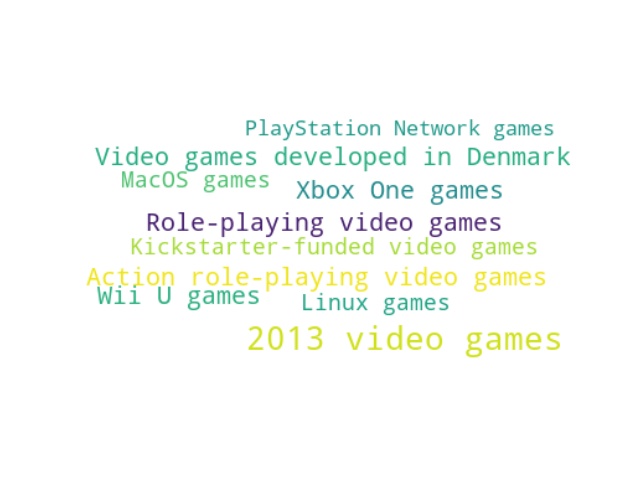 PlayStation Network games
Video games developed in Denmark
MacOS games
Xbox One games
Role-playing video games
Kickstarter-funded video games
Action role-playing video games
Wii U games
Linux games
2013 video games